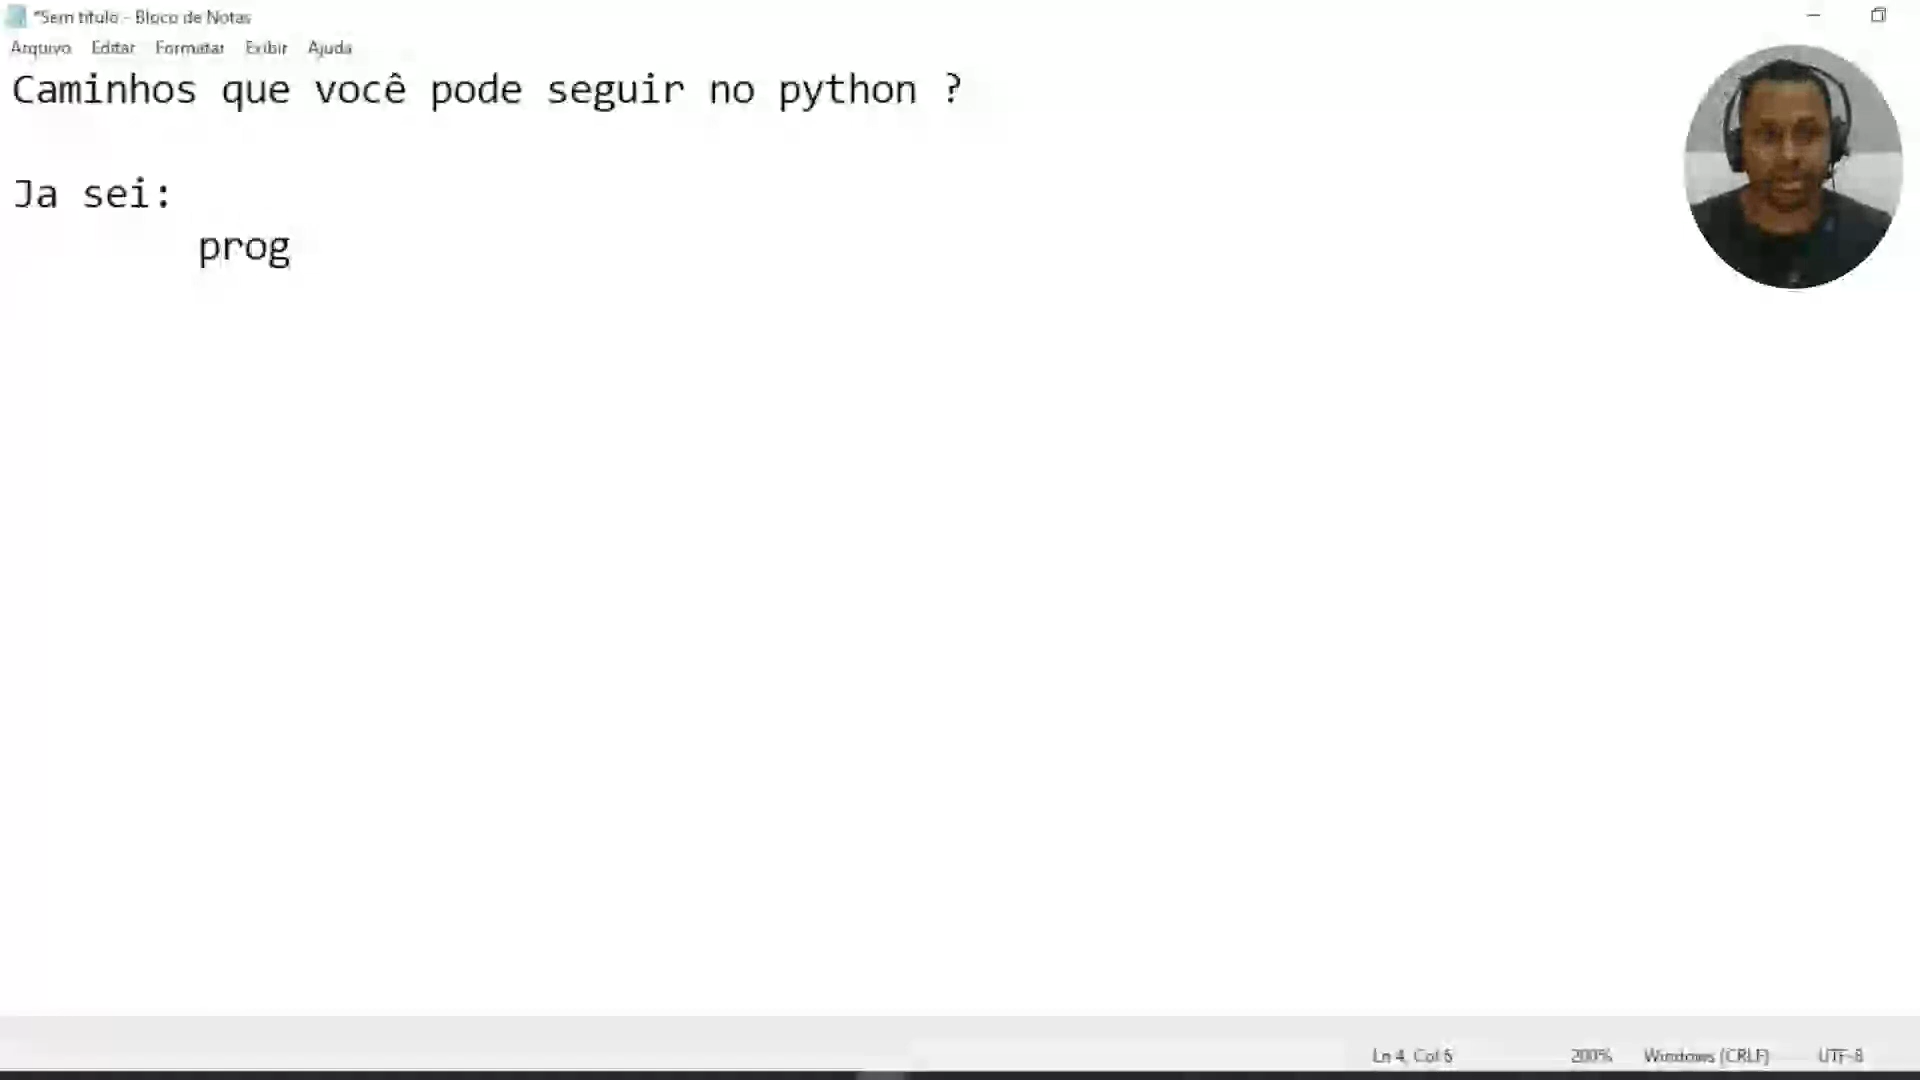 *Sem título - Bloco de Notas
Arquivo Editar Formatar Exibir Ajuda
Caminhos que você pode seguir no python ?
Ja sei:
prog
Ln 4, Col 6 200% Windows (CRLF) UTF-8